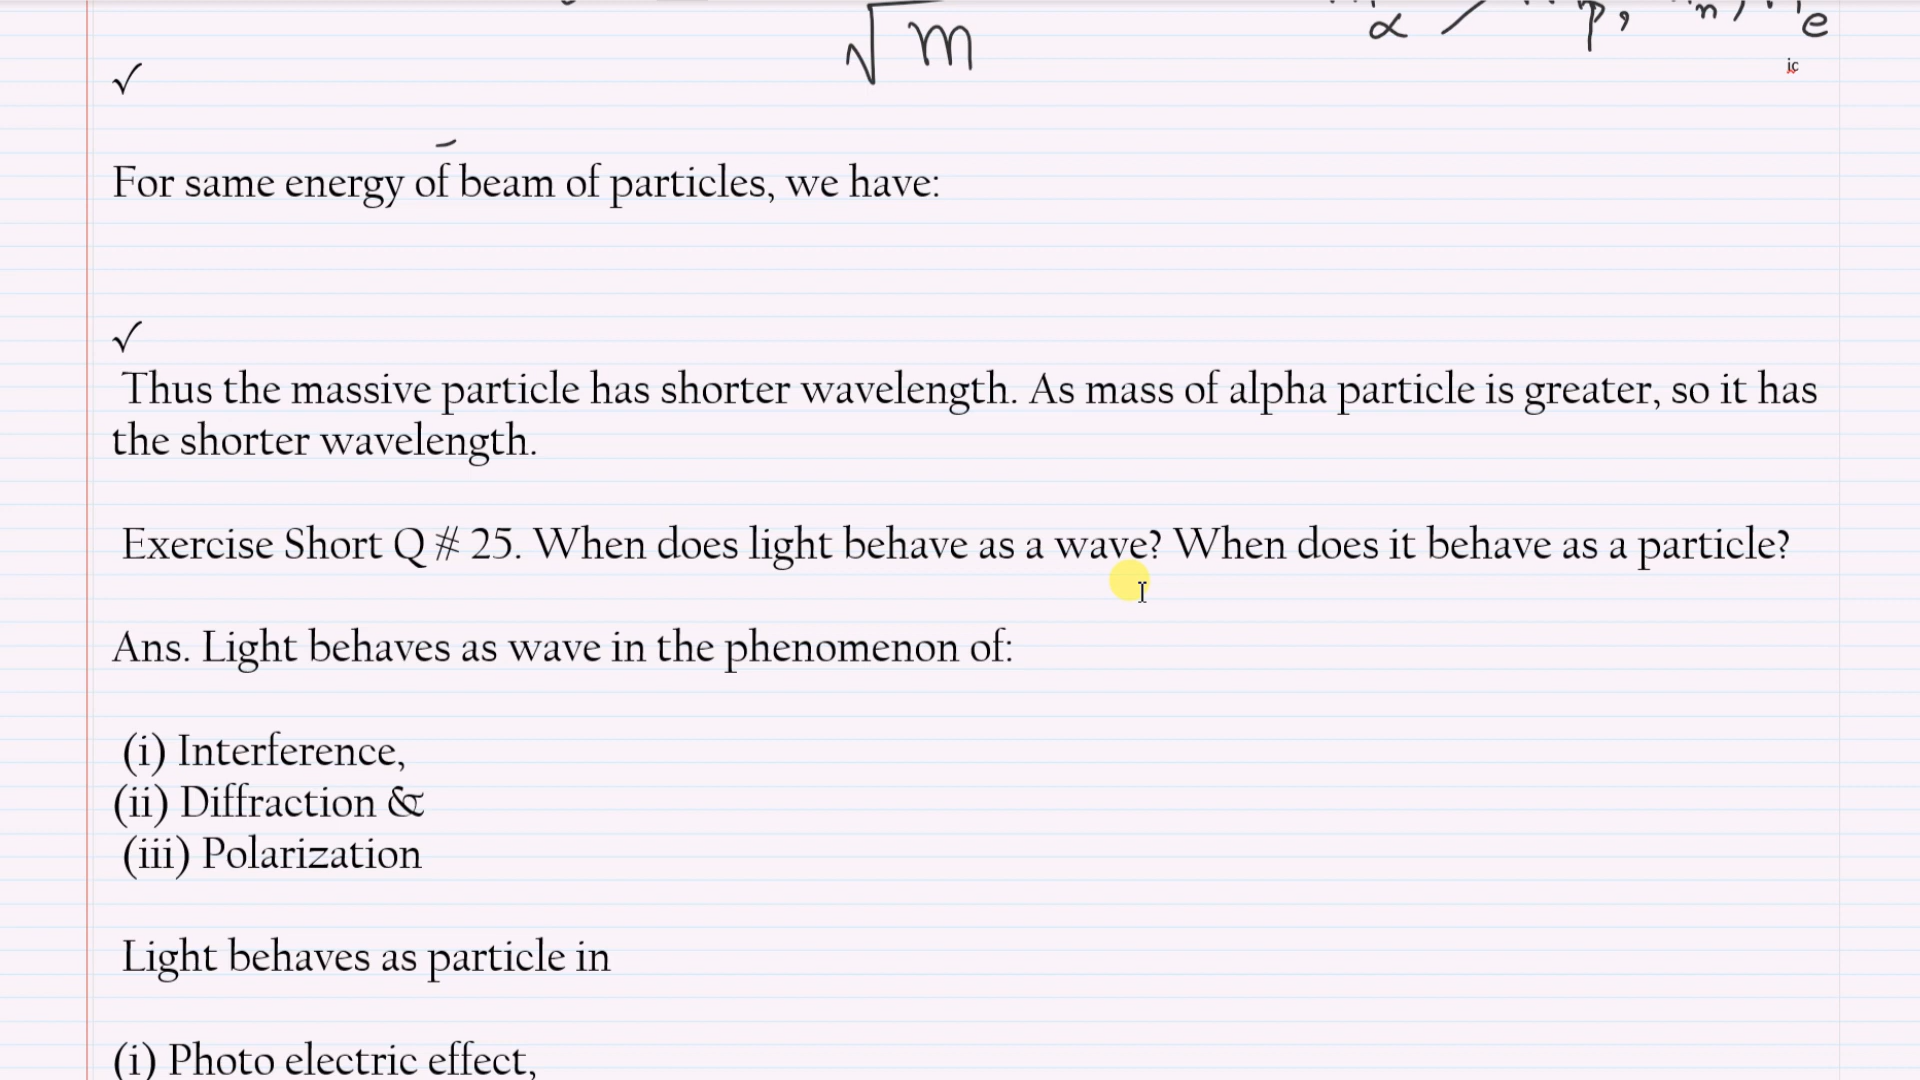 √m
α / p, n, e
ic
✓
For same energy of beam of particles, we have:
✓
Thus the massive particle has shorter wavelength. As mass of alpha particle is greater, so it has
the shorter wavelength.
Exercise Short Q # 25. When does light behave as a wave? When does it behave as a particle?
Ans. Light behaves as wave in the phenomenon of:
(i) Interference,
(ii) Diffraction &
(iii) Polarization
Light behaves as particle in
(i) Photo electric effect,